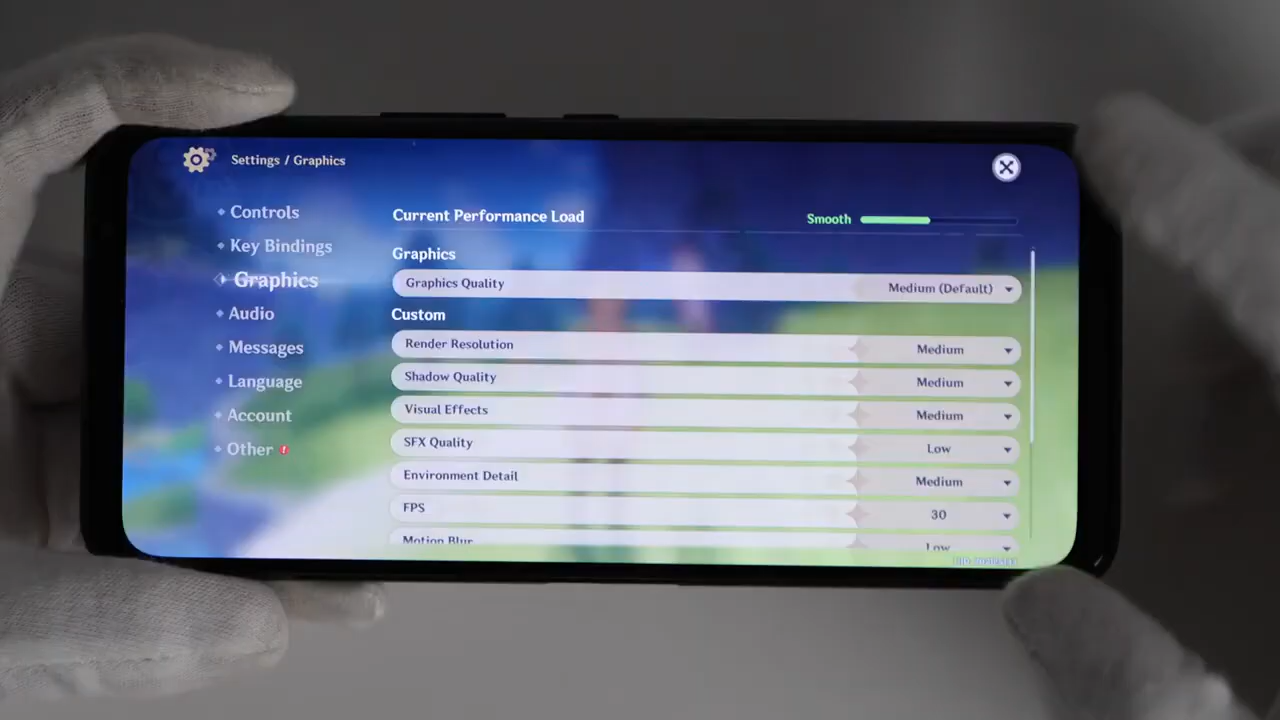 Settings / Graphics
Controls
Key Bindings
Graphics
Audio
Messages
Language
Account
Other
Current Performance Load
Smooth
Graphics
Graphics Quality
Medium (Default)
Custom
Render Resolution
Medium
Shadow Quality
Medium
Visual Effects
Medium
SFX Quality
Low
Environment Detail
Medium
FPS
30
Motion Blur
Low